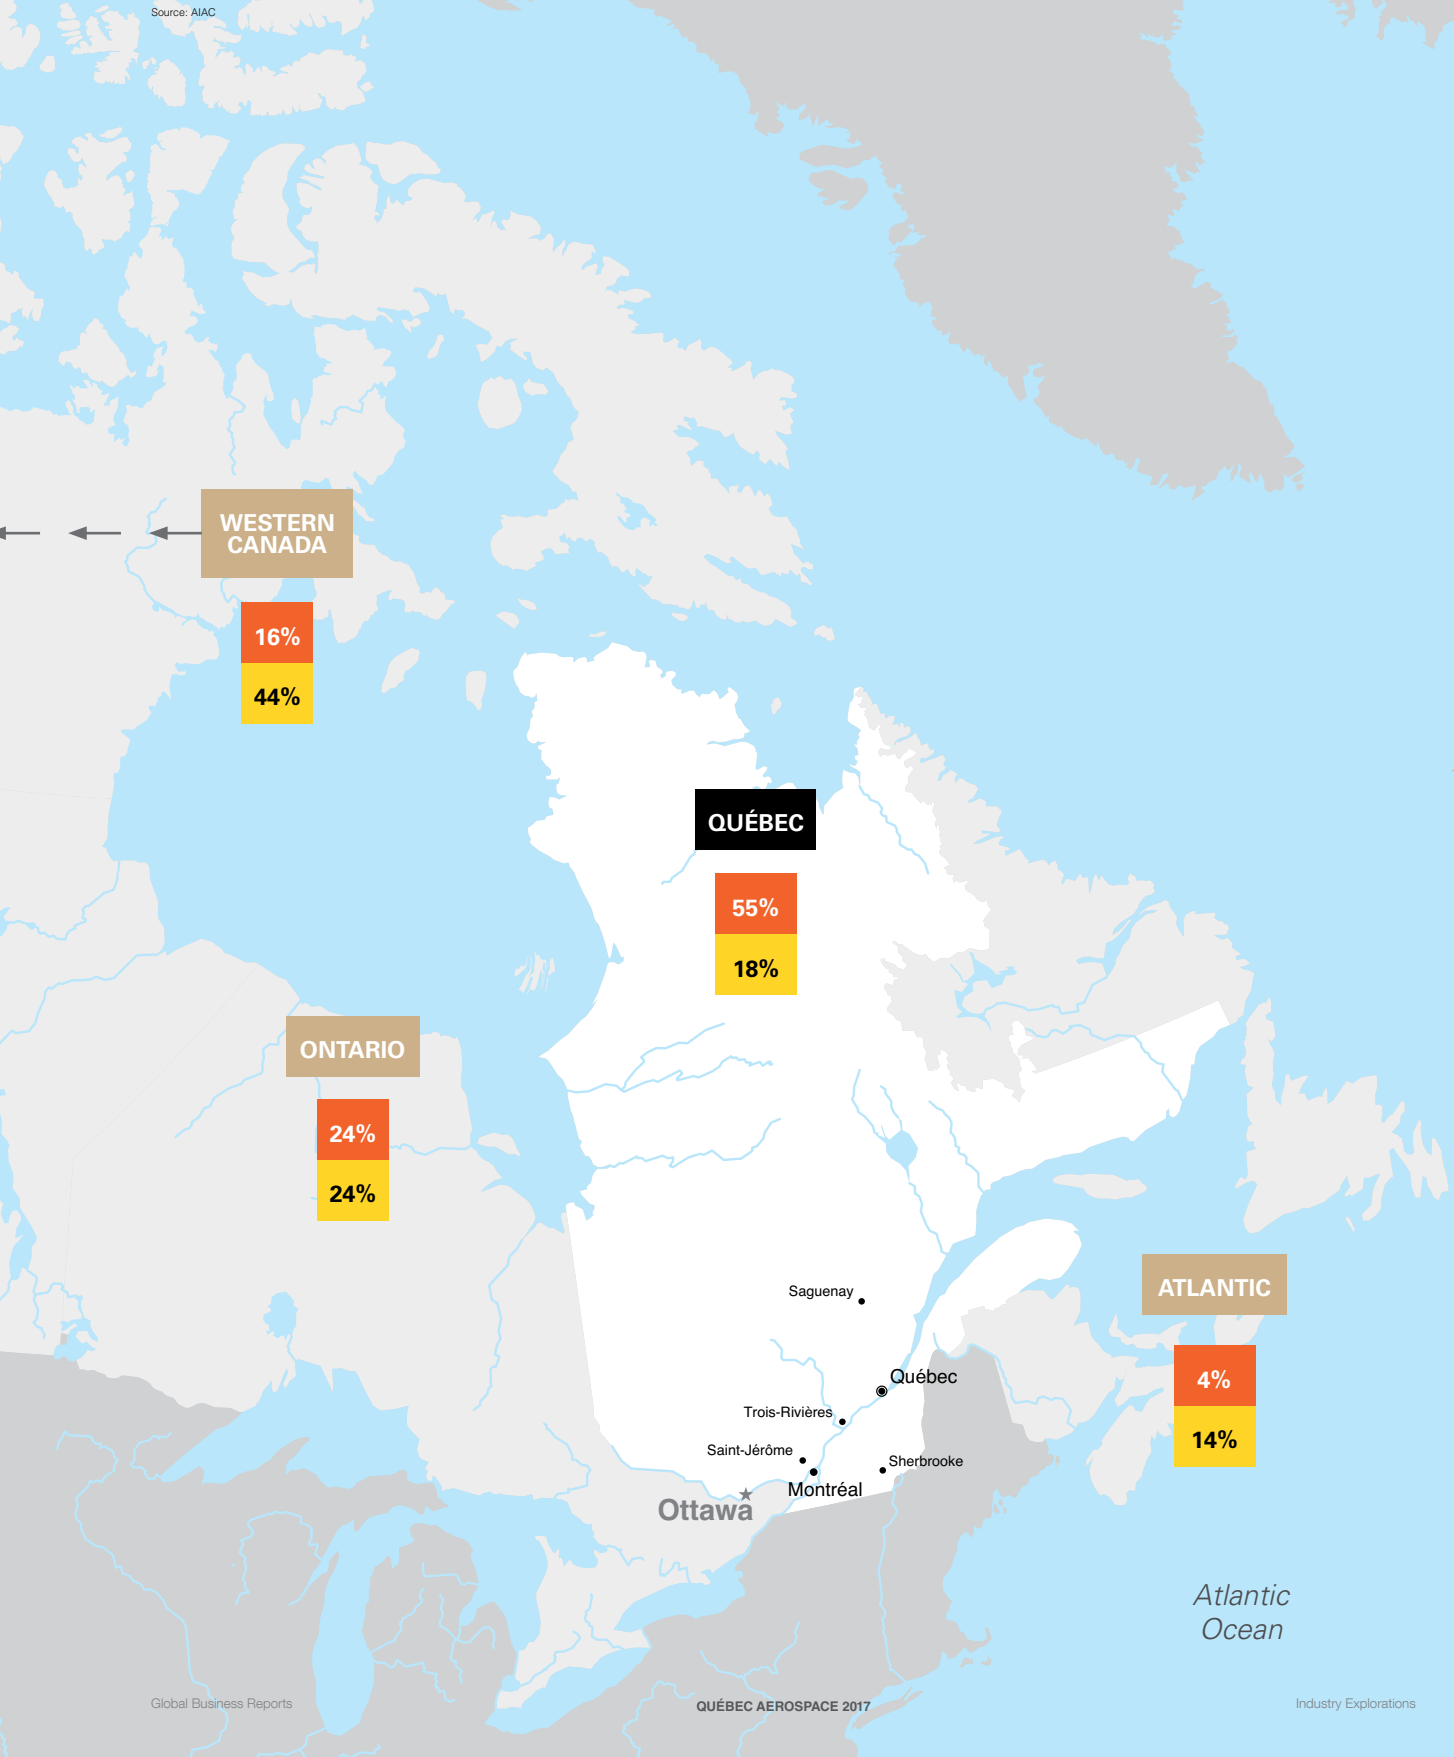 Source: AIAC
WESTERN
CANADA
16%
44%
QUÉBEC
55%
18%
ONTARIO
24%
24%
ATLANTIC
4%
14%
Saguenay
Québec
Trois-Rivières
Saint-Jérôme
Sherbrooke
Montréal
Ottawa
Atlantic
Ocean
Global Business Reports
QUÉBEC AEROSPACE 2017
Industry Explorations